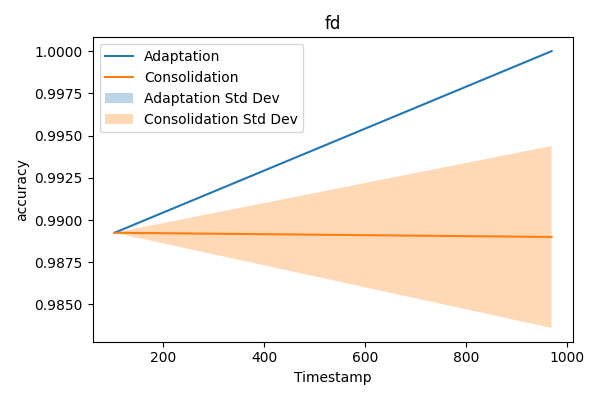 fd
Adaptation
Consolidation
Adaptation Std Dev
Consolidation Std Dev
1.0000
0.9975
0.9950
0.9925
0.9900
0.9875
0.9850
accuracy
200 400 600 800 1000
Timestamp